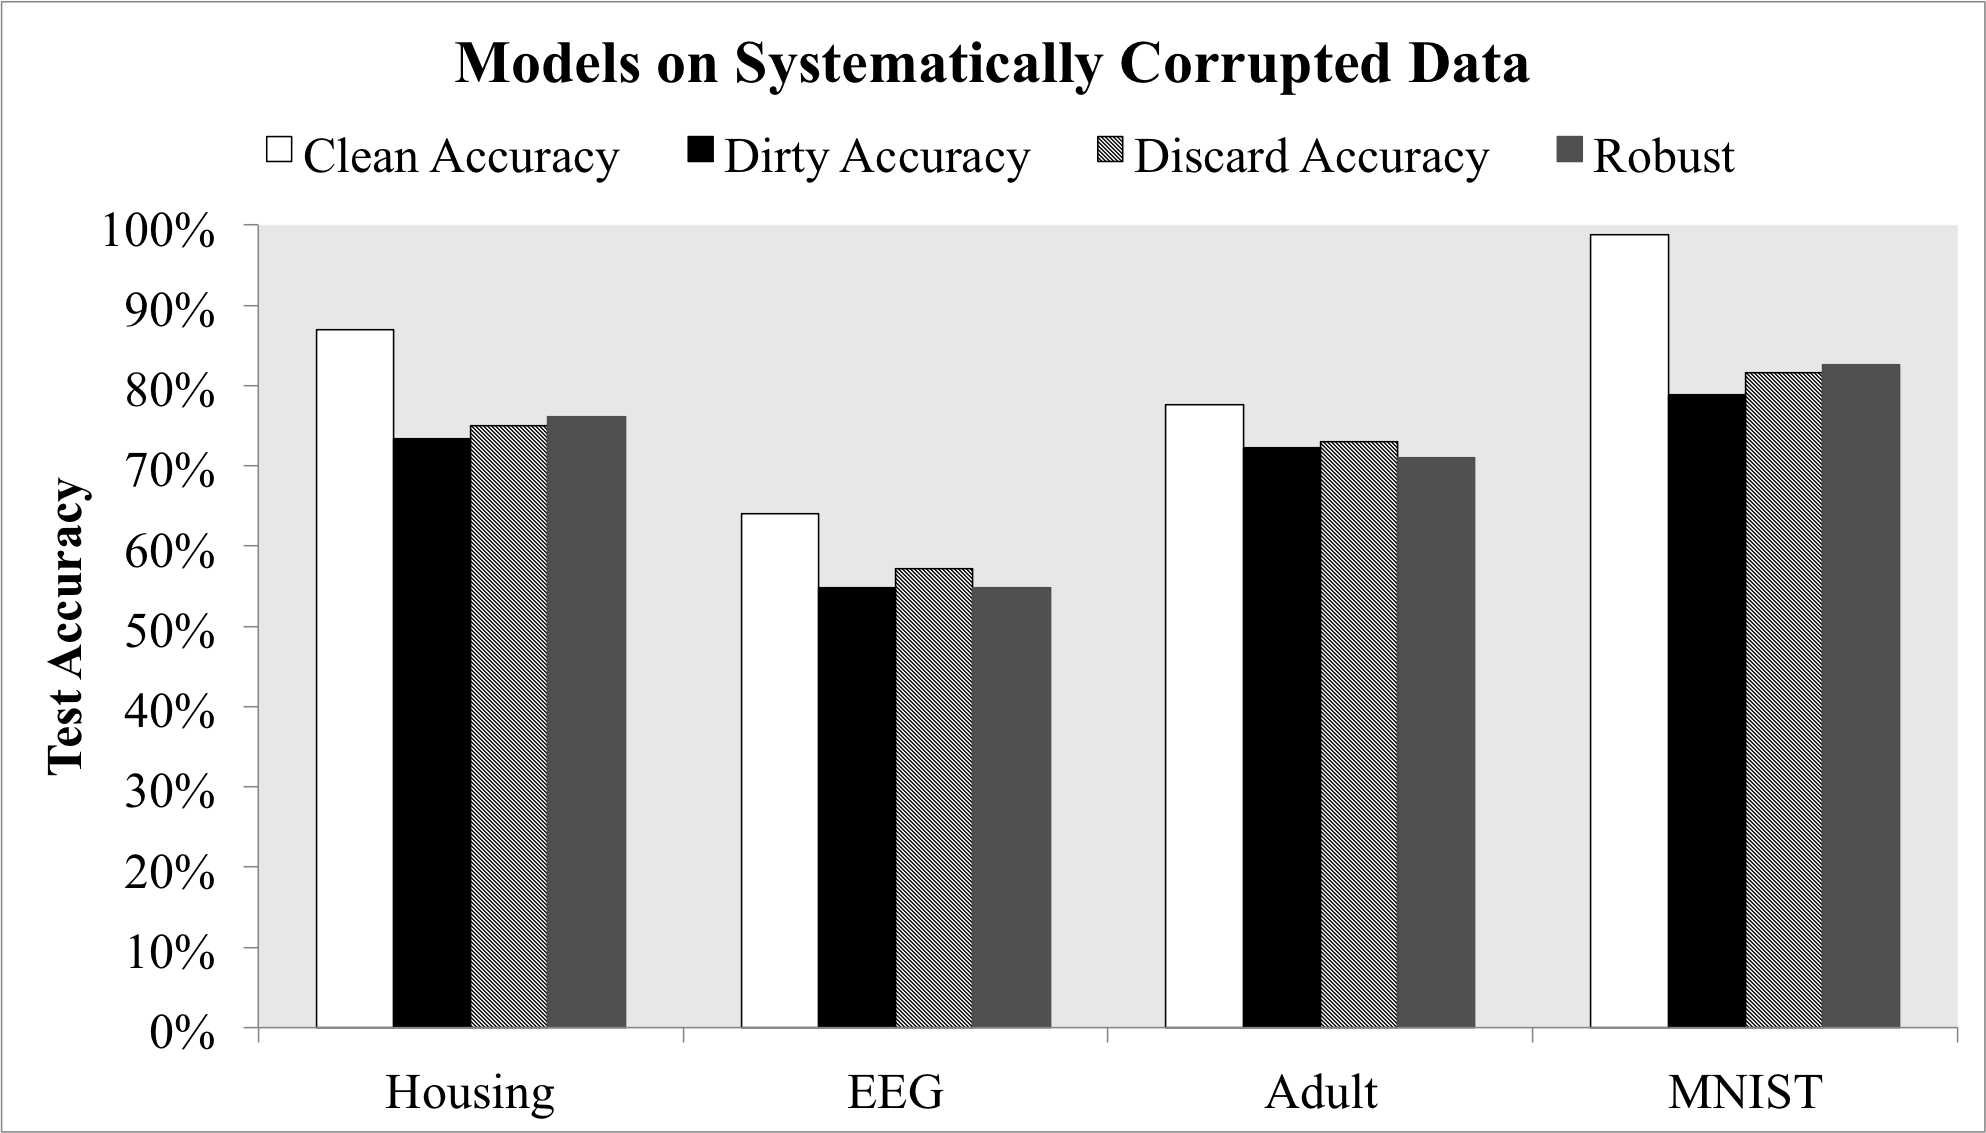 Models on Systematically Corrupted Data
Clean Accuracy Dirty Accuracy Discard Accuracy Robust
Test Accuracy
100%
90%
80%
70%
60%
50%
40%
30%
20%
10%
0%
Housing EEG Adult MNIST